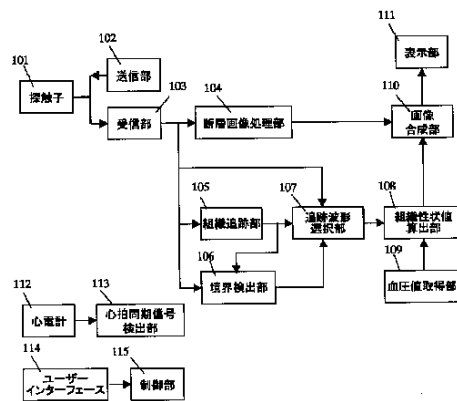 111
表示部
102
送信部
101
探触子
103
受信部
104
断層画像処理部
110
画像
合成部
105
組織追跡部
107
追跡波形
選択部
108
組織性状値
算出部
106
境界検出部
109
血圧値取得部
112
心電計
113
心拍同期信号
検出部
114
ユーザー
インターフェース
115
制御部